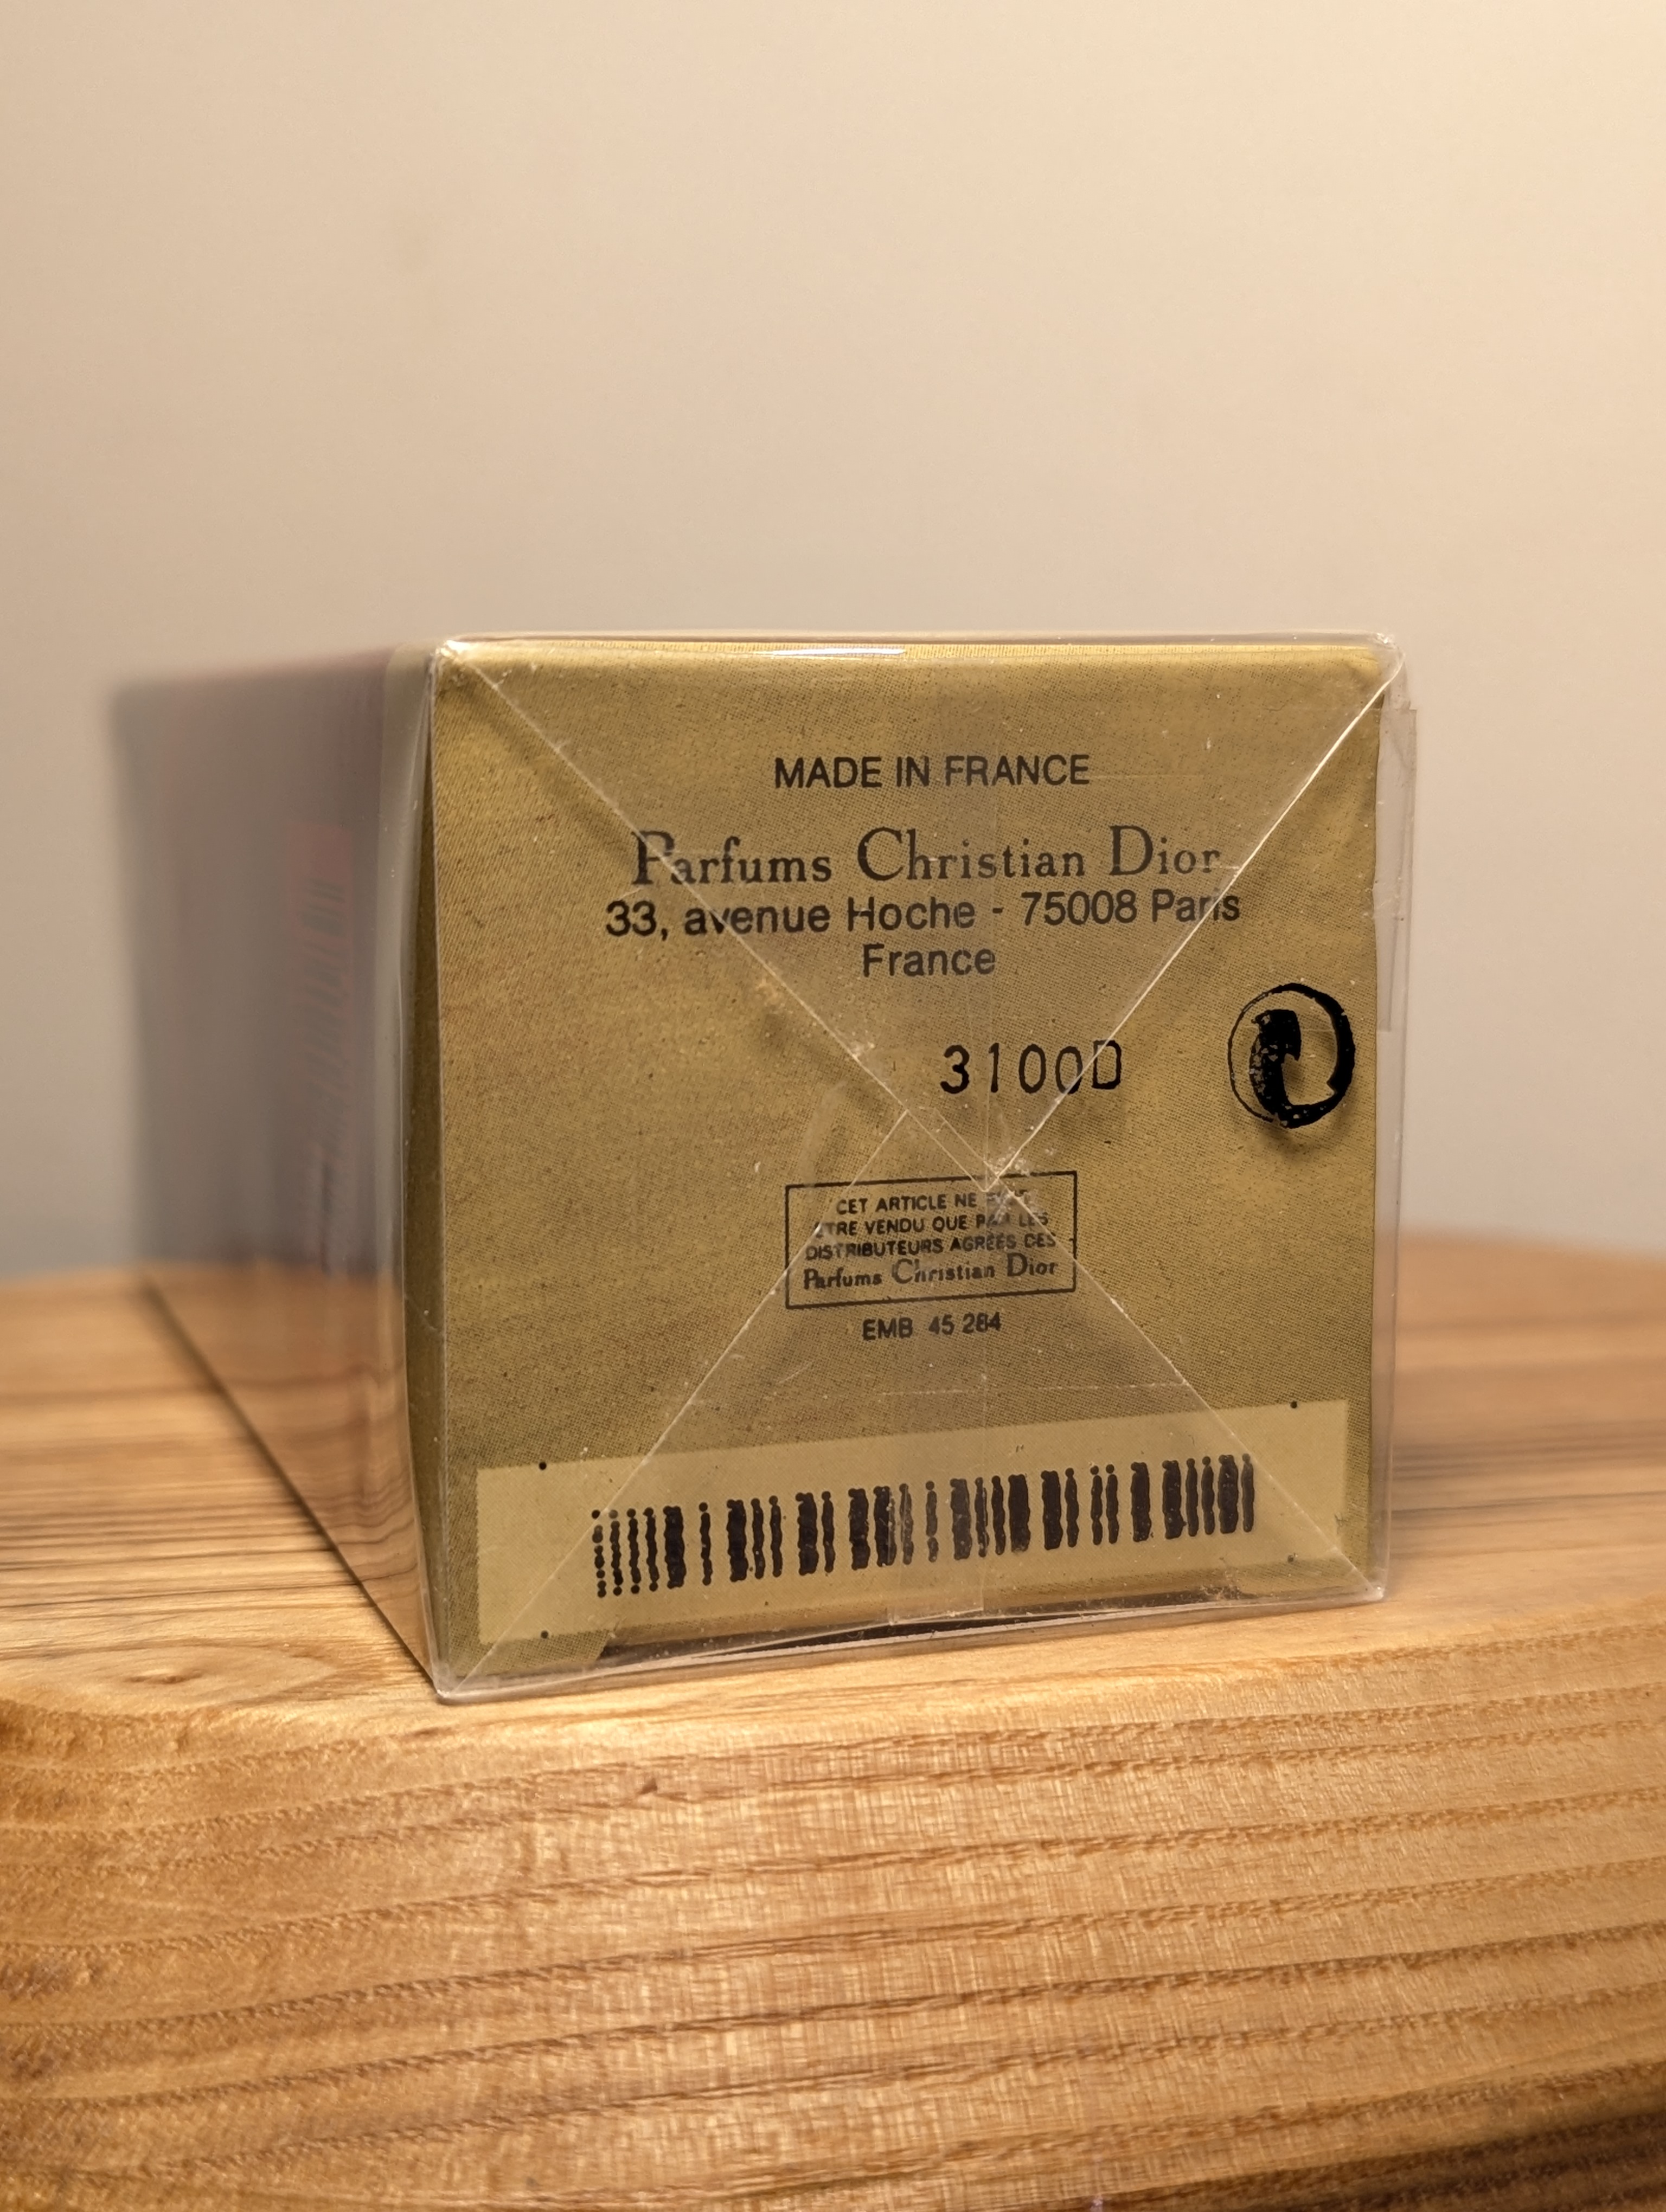 MADE IN FRANCE
Parfums Christian Dior
33, avenue Hoche - 75008 Paris
France
3100D
CET ARTICLE NE PEUT
ETRE VENDU QUE PAR LES
DISTRIBUTEURS AGRÉÉS DES
Parfums Christian Dior
EMB 45 284